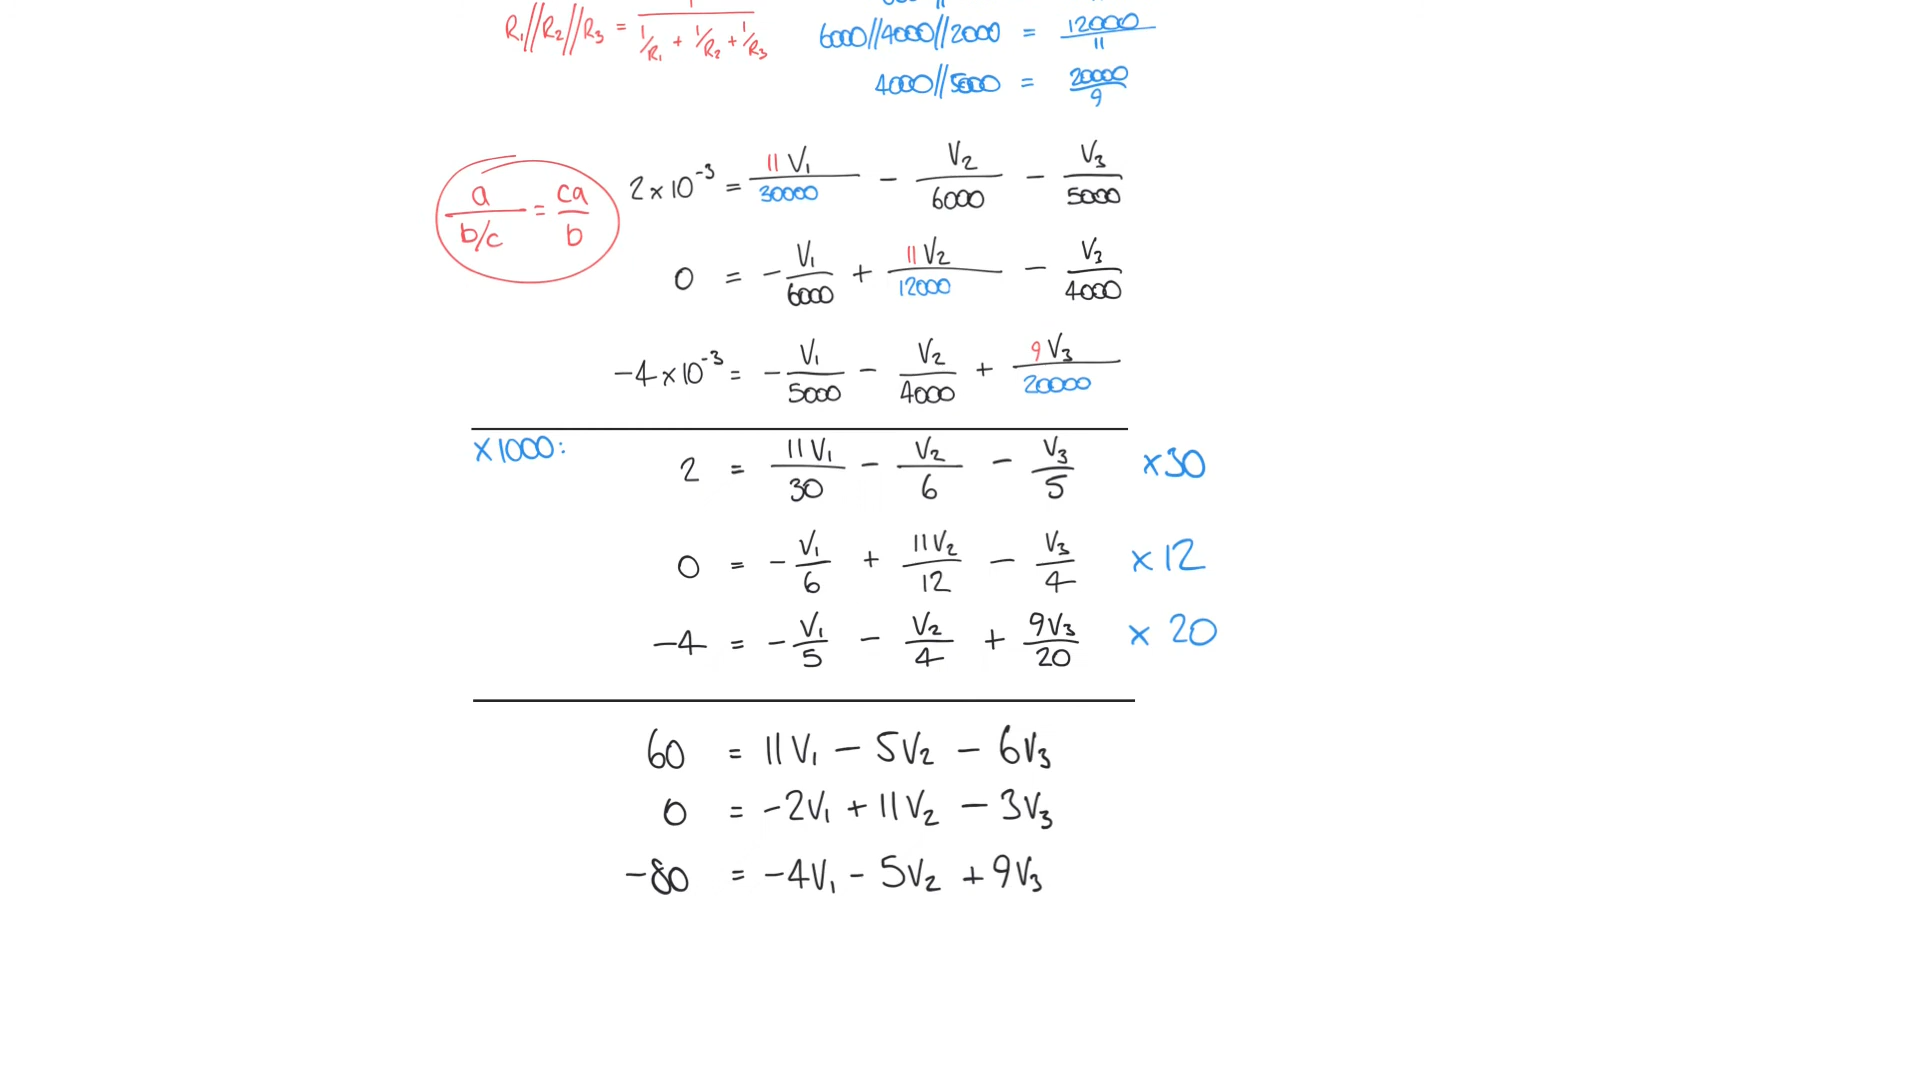 R₁//R₂//R₃ = 1/(1/R₁ + 1/R₂ + 1/R₃)
6000//4000//2000 = 12000/11
4000//5000 = 20000/9
a/(b/c) = ca/b
2 x 10⁻³ = 11V₁/30000 − V₂/6000 − V₃/5000
0 = −V₁/6000 + 11V₂/12000 − V₃/4000
−4 x 10⁻³ = −V₁/5000 − V₂/4000 + 9V₃/20000
x1000:
2 = 11V₁/30 − V₂/6 − V₃/5 x30
0 = −V₁/6 + 11V₂/12 − V₃/4 x 12
−4 = −V₁/5 − V₂/4 + 9V₃/20 x 20
60 = 11V₁ − 5V₂ − 6V₃
0 = −2V₁ + 11V₂ − 3V₃
−80 = −4V₁ − 5V₂ + 9V₃